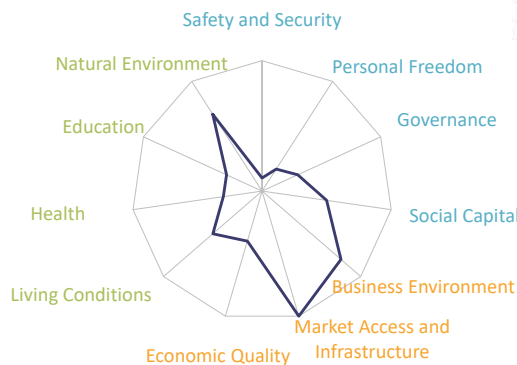 Safety and Security
Natural Environment
Personal Freedom
Education
Governance
Health
Social Capital
Living Conditions
Business Environment
Market Access and
Infrastructure
Economic Quality